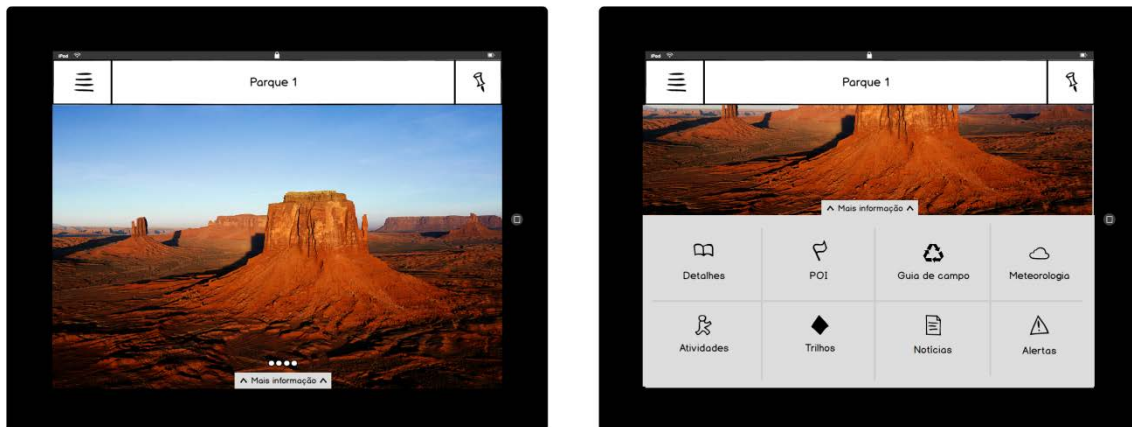 iPad
Parque 1
^ Mais informação ^
iPad
Parque 1
^ Mais informação ^
Detalhes
POI
Guia de campo
Meteorologia
Atividades
Trilhos
Notícias
Alertas